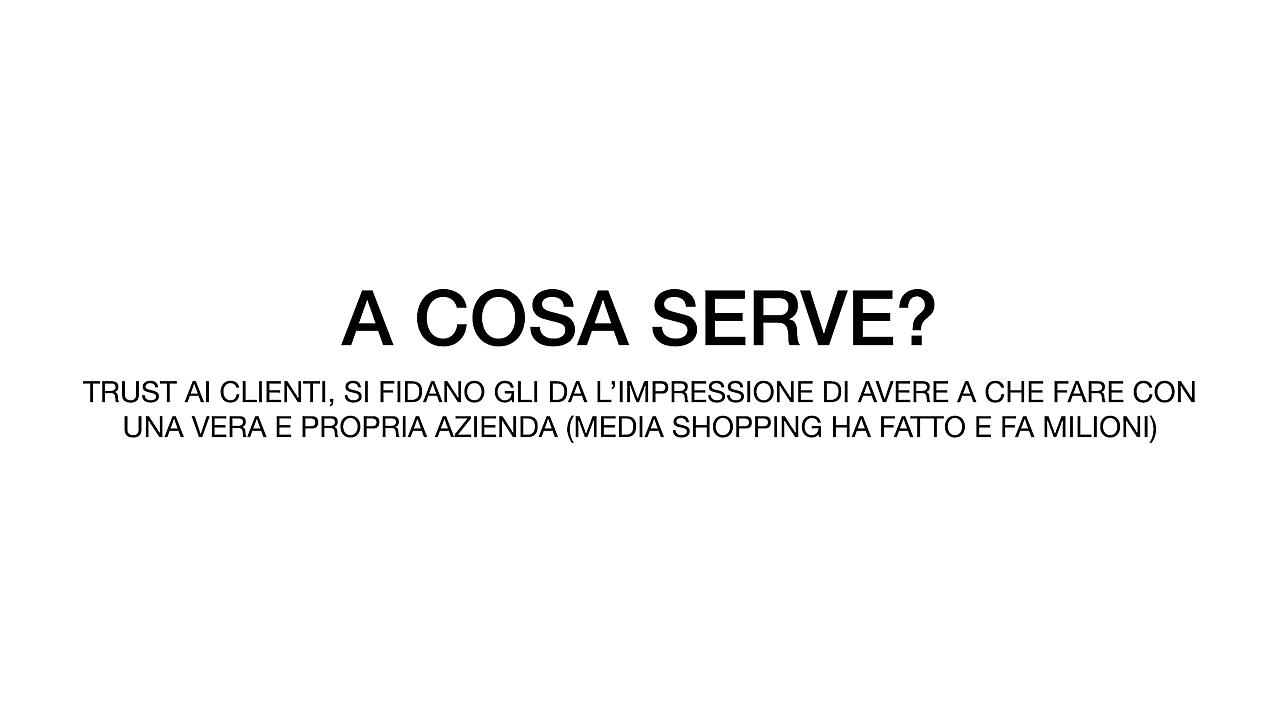 A COSA SERVE?
TRUST AI CLIENTI, SI FIDANO GLI DA L’IMPRESSIONE DI AVERE A CHE FARE CON
UNA VERA E PROPRIA AZIENDA (MEDIA SHOPPING HA FATTO E FA MILIONI)